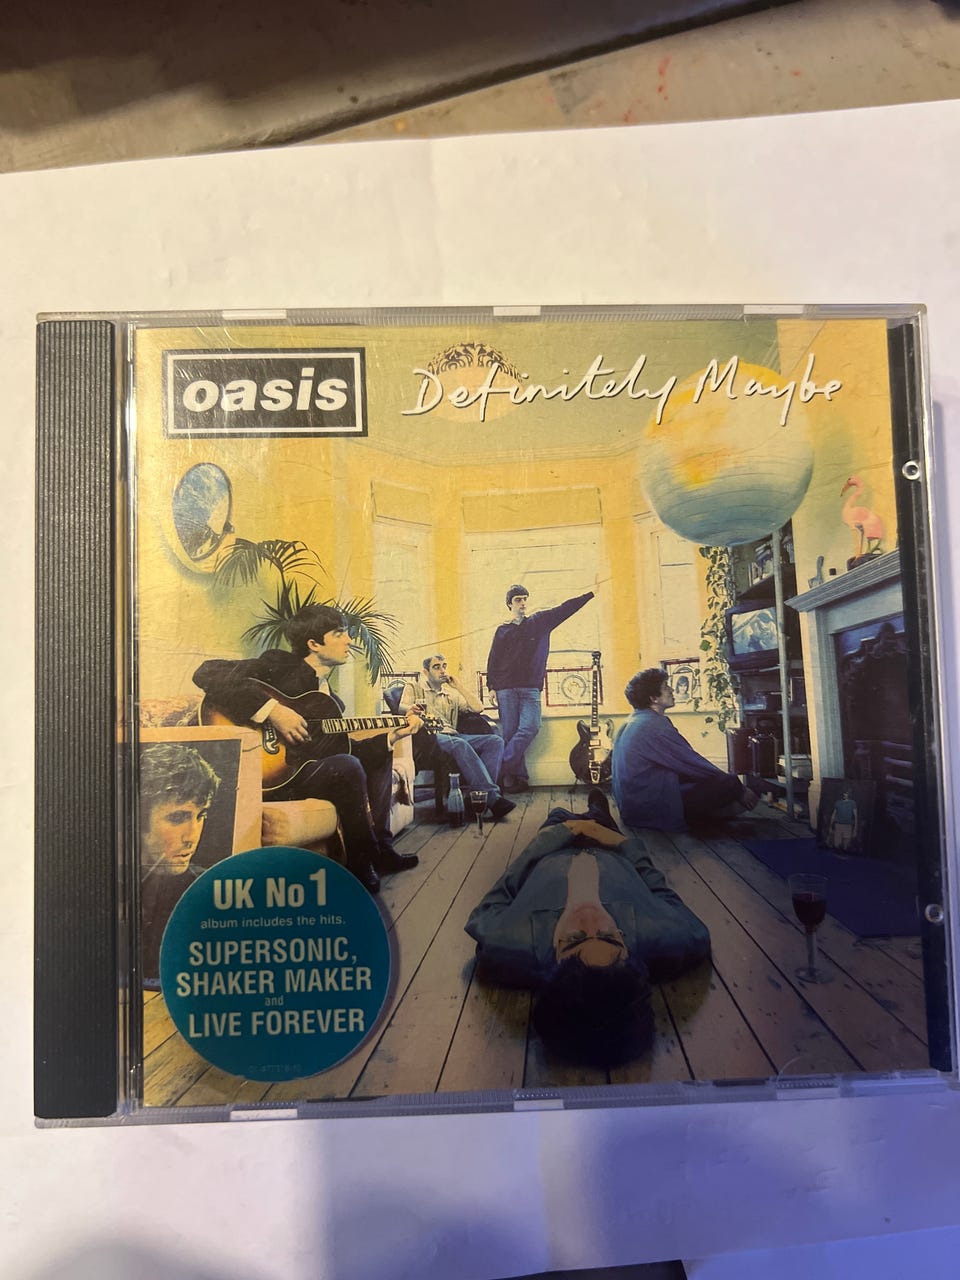 oasis
Definitely Maybe
UK No 1
album includes the hits,
SUPERSONIC,
SHAKER MAKER
and
LIVE FOREVER